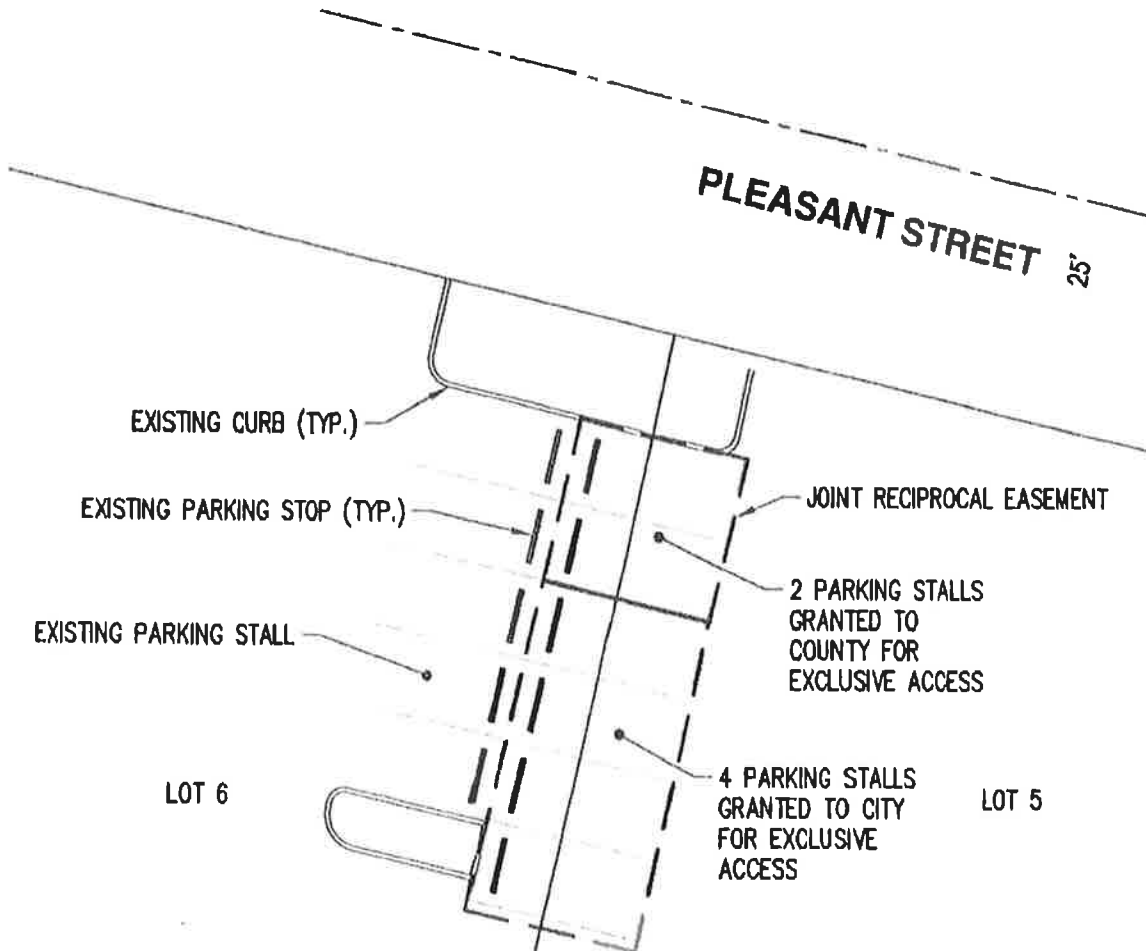 PLEASANT STREET 25'
EXISTING CURB (TYP.)
EXISTING PARKING STOP (TYP.)
JOINT RECIPROCAL EASEMENT
2 PARKING STALLS
GRANTED TO
COUNTY FOR
EXCLUSIVE ACCESS
EXISTING PARKING STALL
4 PARKING STALLS
GRANTED TO CITY
FOR EXCLUSIVE
ACCESS
LOT 6
LOT 5